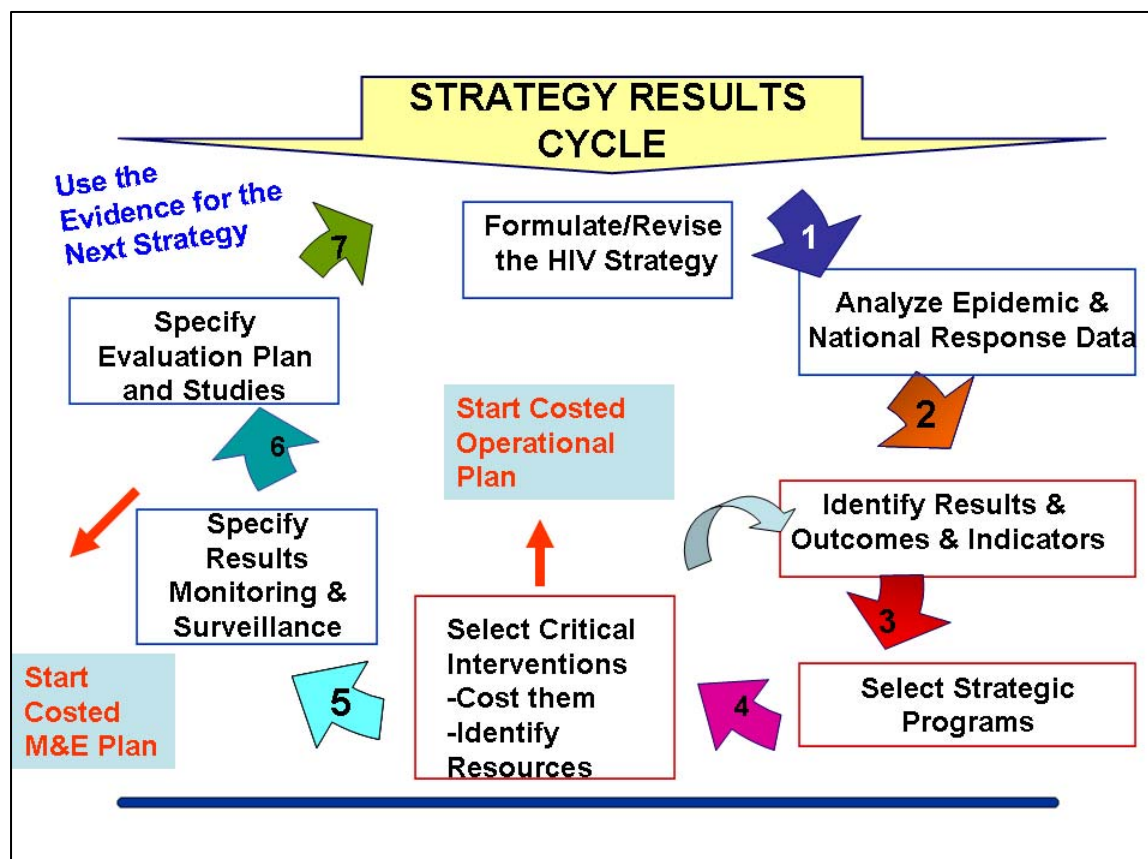 STRATEGY RESULTS
CYCLE
Use the
Evidence for the
Next Strategy
7
Formulate/Revise
the HIV Strategy
1
Analyze Epidemic &
National Response Data
2
Identify Results &
Outcomes & Indicators
3
Select Strategic
Programs
4
Select Critical
Interventions
-Cost them
-Identify
Resources
Start Costed
Operational
Plan
5
Specify
Results
Monitoring &
Surveillance
Start
Costed
M&E Plan
6
Specify
Evaluation Plan
and Studies